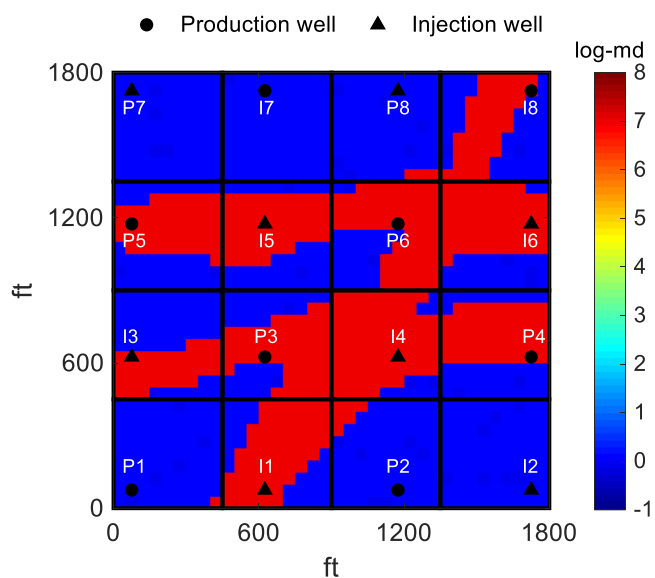 Production well Injection well
log-md
1800 8
P7 I7 P8 I8
7
6
1200
P5 I5 P6 I6
5
4
ft
3
I3 P3 I4 P4
600
2
1
P1 I1 P2 I2
0
0 -1
0 600 1200 1800
ft